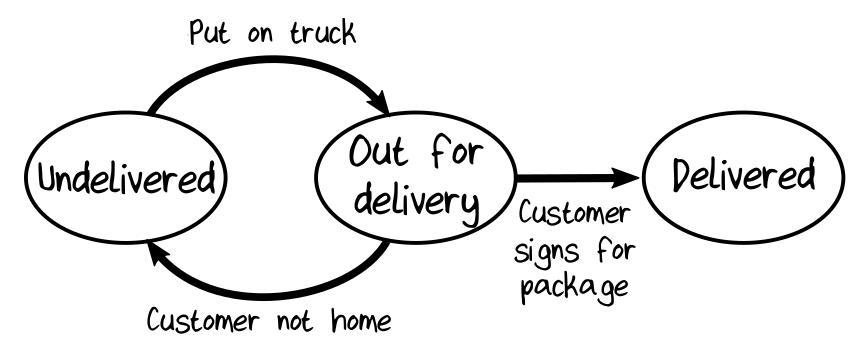 Put on truck
Undelivered
Out for
delivery
Delivered
Customer
signs for
package
Customer not home